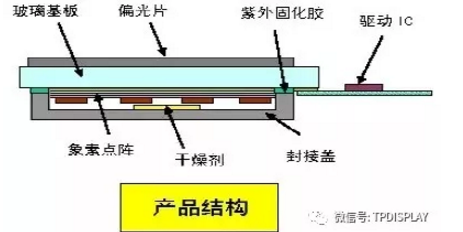 玻璃基板
偏光片
紫外固化胶
驱动 IC
象素点阵
干燥剂
封接盖
产品结构
微信号: TPDISPLAY